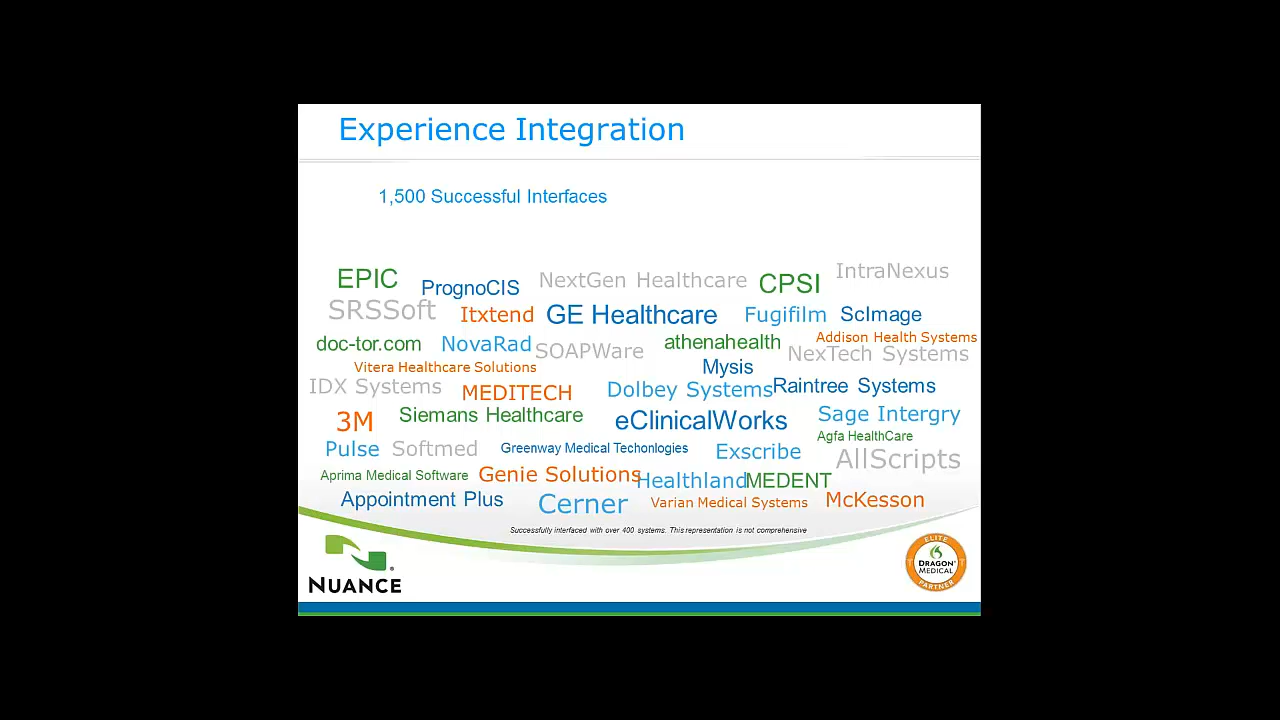 Experience Integration
1,500 Successful Interfaces
EPIC PrognoCIS NextGen Healthcare CPSI IntraNexus
SRSSoft Itxtend GE Healthcare Fugifilm ScImage
doc-tor.com NovaRad SOAPWare athenahealth Addison Health Systems
NexTech Systems
Vitera Healthcare Solutions Mysis
IDX Systems MEDITECH Dolbey Systems Raintree Systems
3M Siemans Healthcare eClinicalWorks Sage Intergry
Agfa HealthCare
Pulse Softmed Greenway Medical Techonlogies Exscribe AllScripts
Aprima Medical Software Genie Solutions Healthland MEDENT
Appointment Plus Cerner Varian Medical Systems McKesson
Successfully interfaced with over 400 systems. This representation is not comprehensive
NUANCE
ELITE
DRAGON
MEDICAL
PARTNER